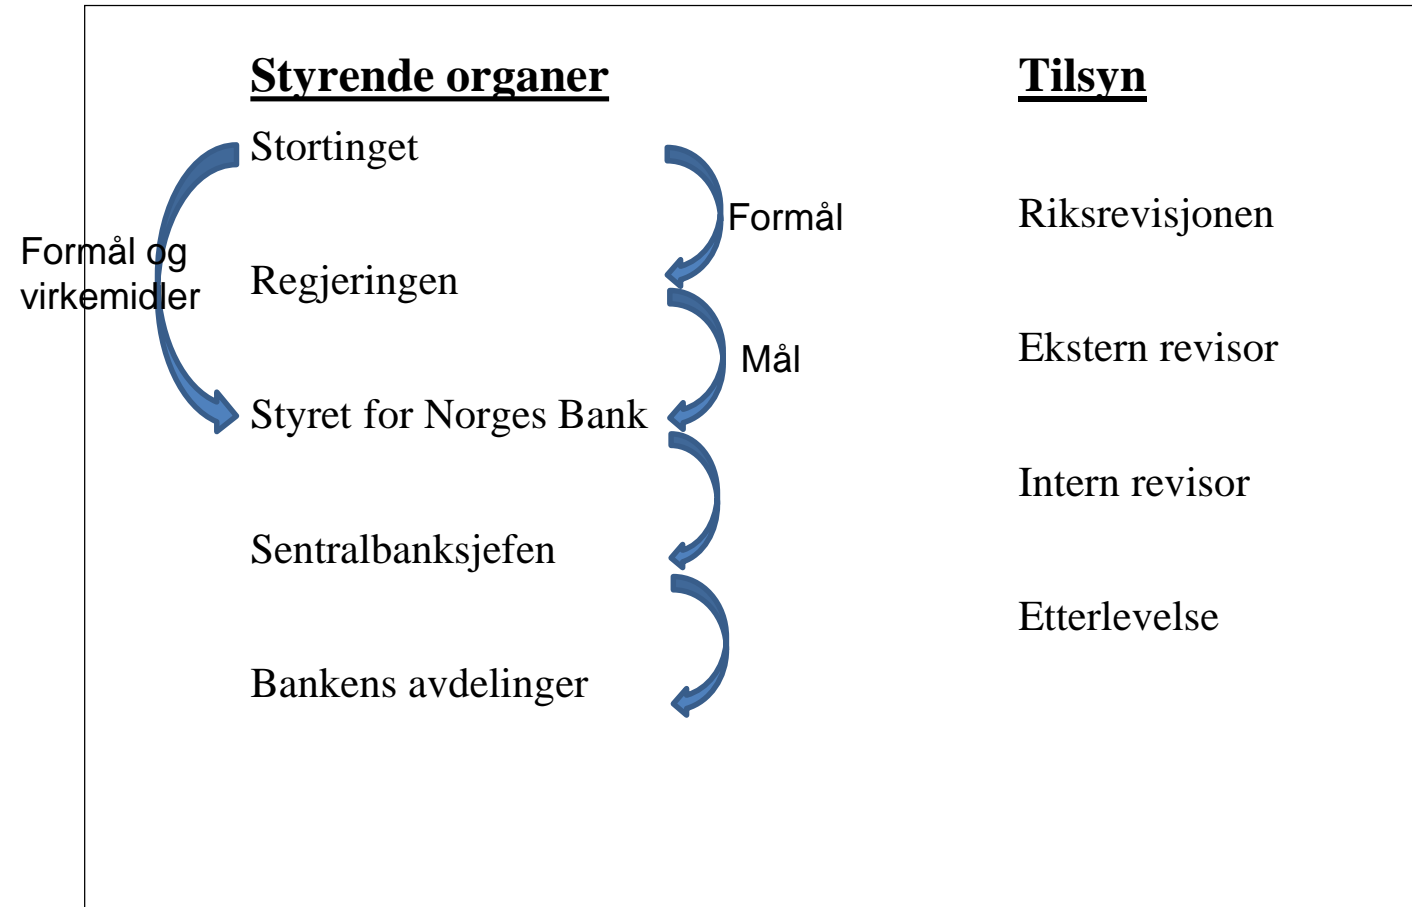 Styrende organer
Tilsyn
Stortinget
Formål
Riksrevisjonen
Formål og
virkemidler
Regjeringen
Mål
Ekstern revisor
Styret for Norges Bank
Intern revisor
Sentralbanksjefen
Etterlevelse
Bankens avdelinger